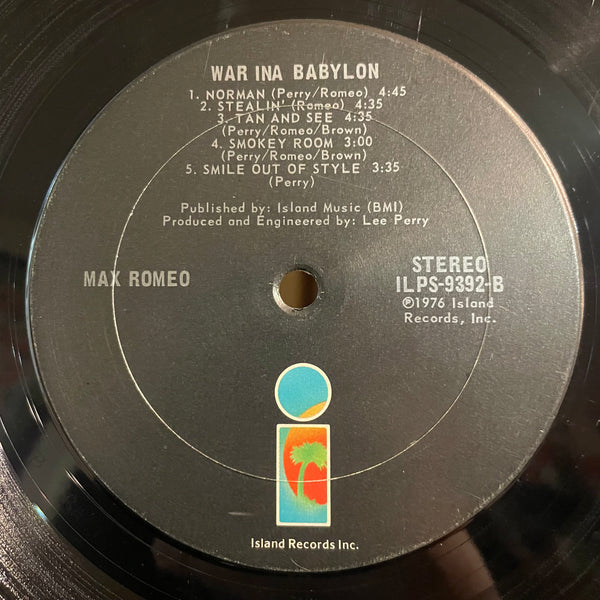 WAR INA BABYLON
1. NORMAN (Perry/Romeo) 4:45
2. STEALIN' (Romeo) 4:35
3. TAN AND SEE 4:35
(Perry/Romeo/Brown)
4. SMOKEY ROOM 3:00
(Perry/Romeo/Brown)
5. SMILE OUT OF STYLE 3:35
(Perry)
Published by: Island Music (BMI)
Produced and Engineered by: Lee Perry
MAX ROMEO
STEREO
ILPS-9392-B
℗1976 Island
Records, Inc.
Island Records Inc.